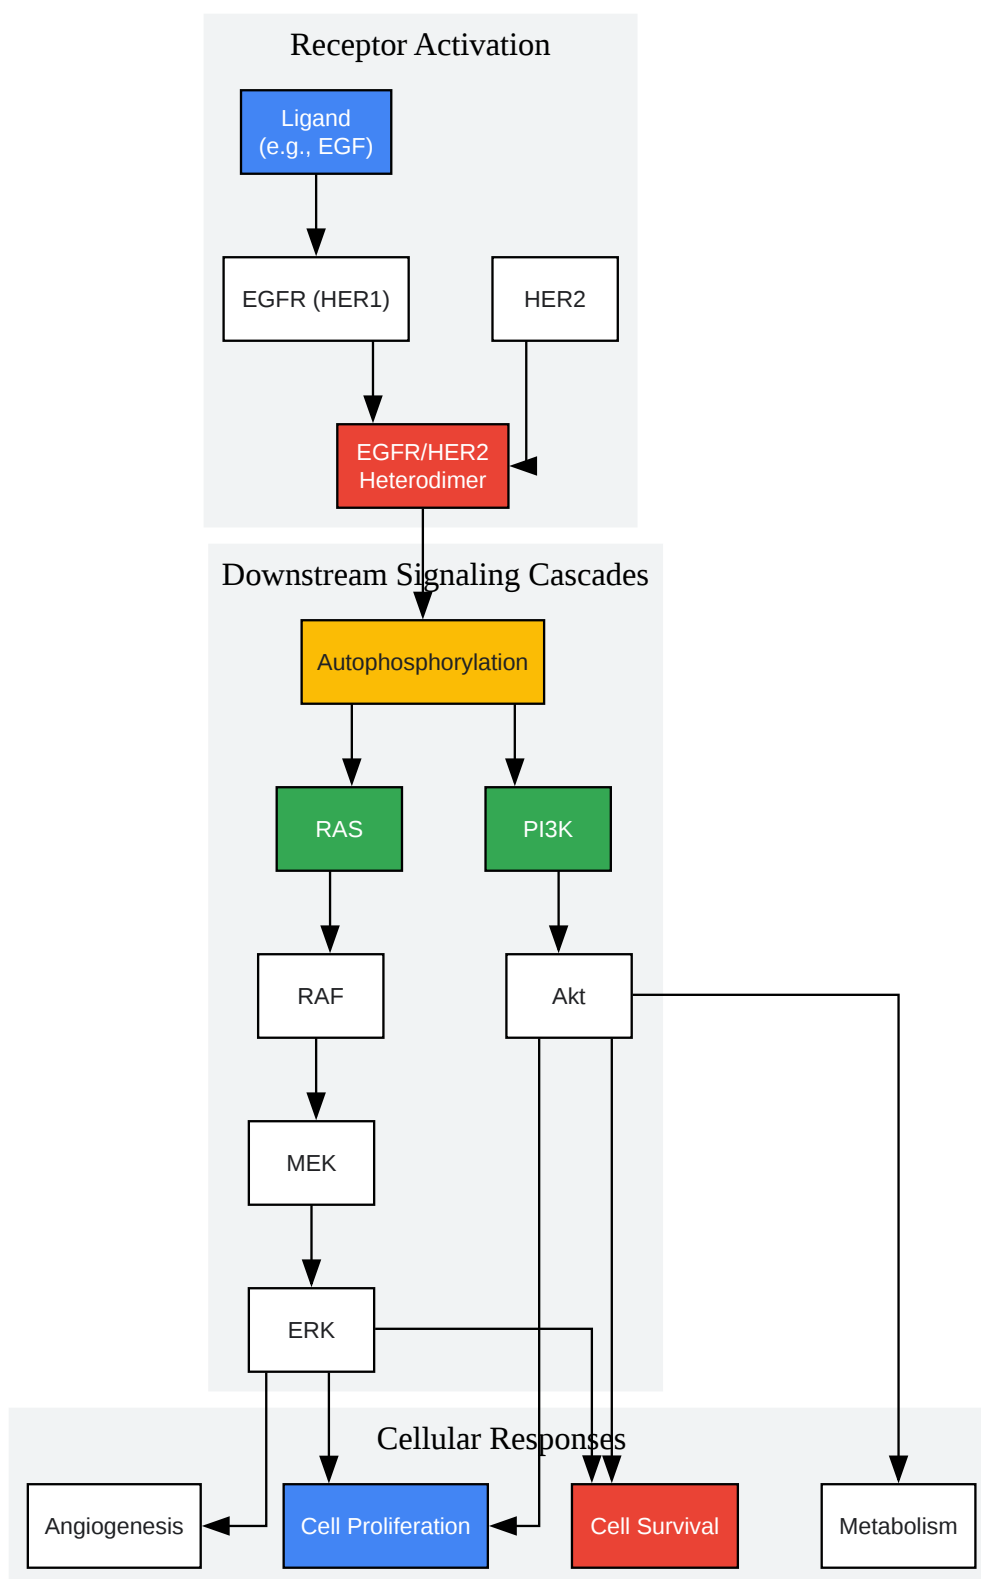 Receptor Activation
Ligand
(e.g., EGF)
EGFR (HER1)
HER2
EGFR/HER2
Heterodimer
Downstream Signaling Cascades
Autophosphorylation
RAS
PI3K
RAF
Akt
MEK
ERK
Cellular Responses
Angiogenesis
Cell Proliferation
Cell Survival
Metabolism